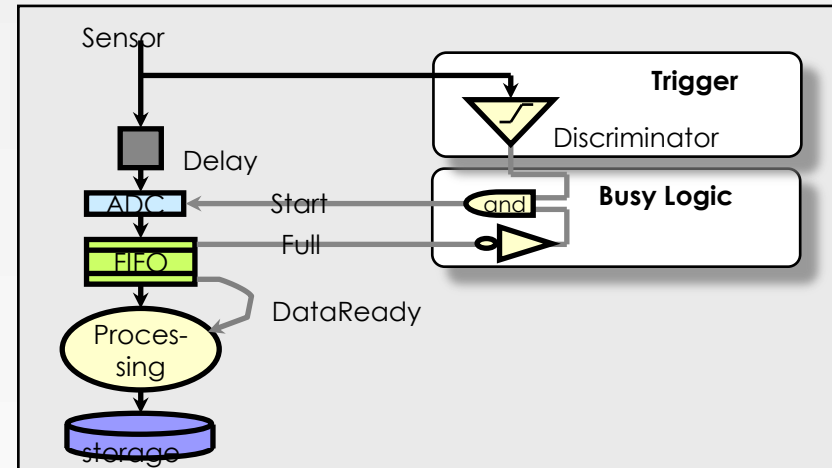 Sensor
Trigger
Discriminator
Delay
ADC
Start
and
Busy Logic
Full
FIFO
DataReady
Proces-
sing
storage